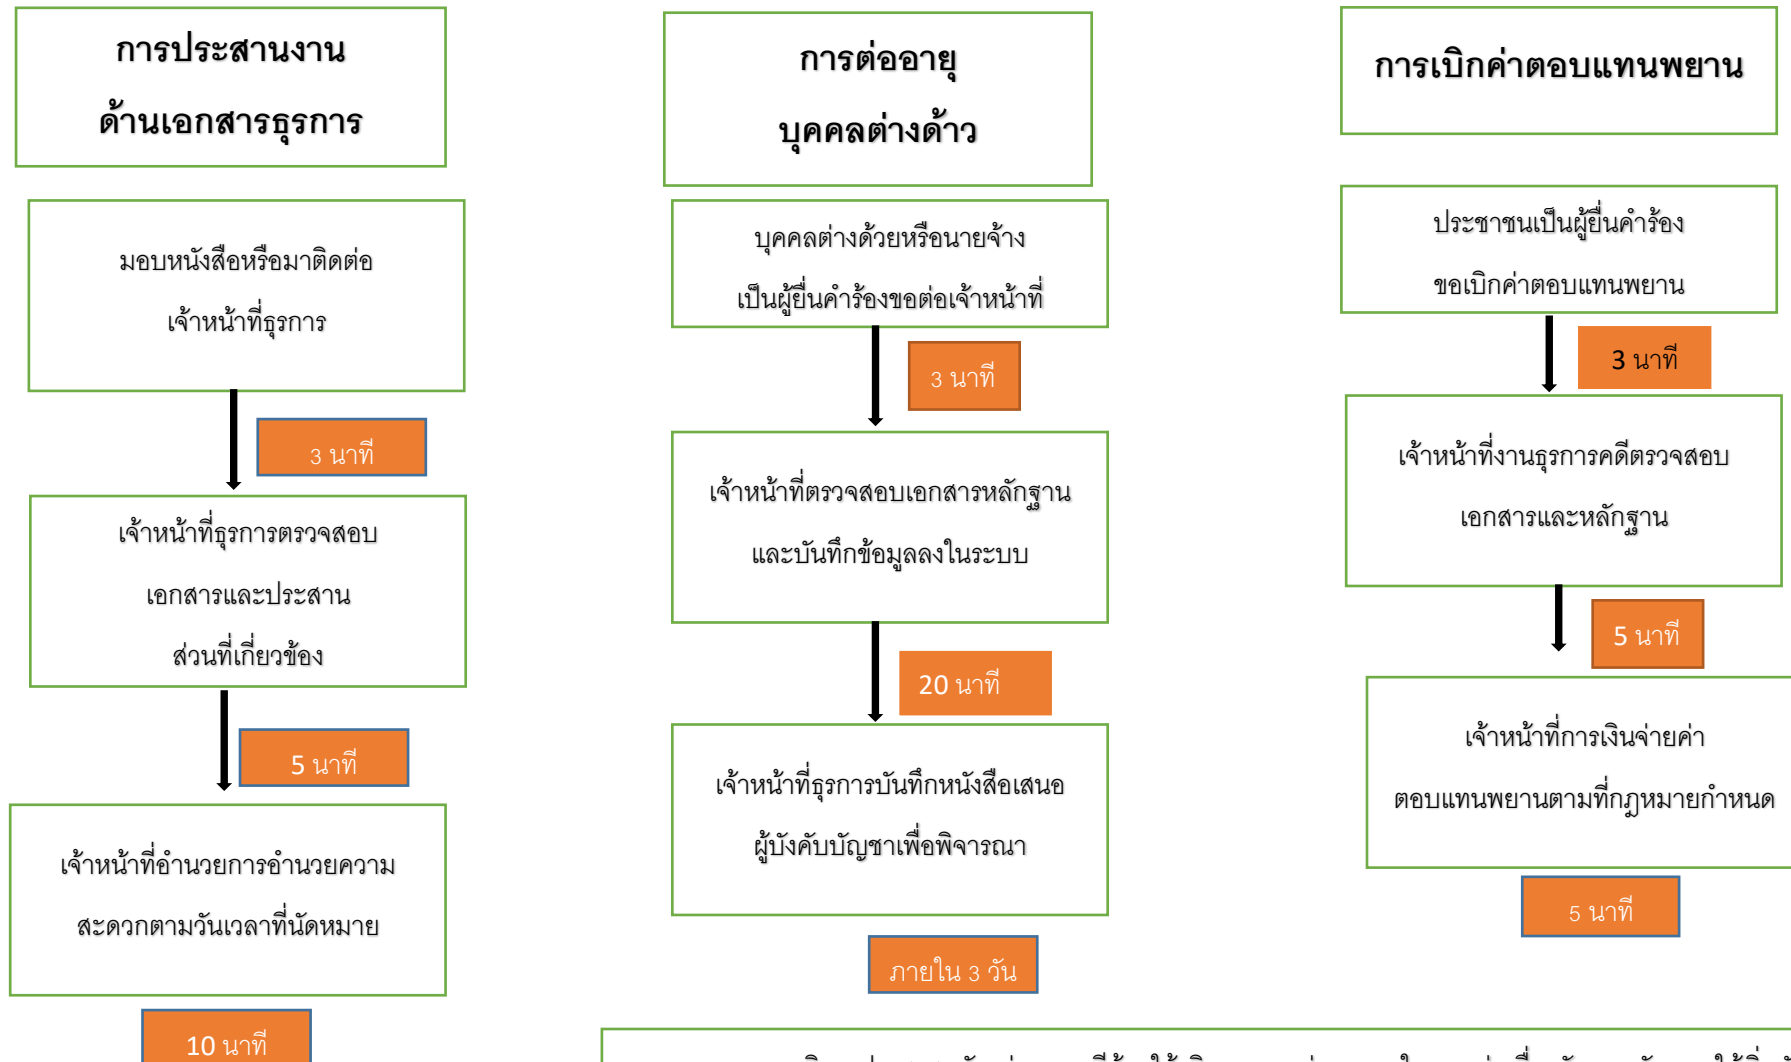 การประสานงาน
ด้านเอกสารธุรการ
มอบหนังสือหรือมาติดต่อ
เจ้าหน้าที่ธุรการ
3 นาที
เจ้าหน้าที่ธุรการตรวจสอบ
เอกสารและประสาน
ส่วนที่เกี่ยวข้อง
5 นาที
เจ้าหน้าที่อำนวยการอำนวยความ
สะดวกตามวันเวลาที่นัดหมาย
10 นาที
การต่ออายุ
บุคคลต่างด้าว
บุคคลต่างด้วยหรือนายจ้าง
เป็นผู้ยื่นคำร้องขอต่อเจ้าหน้าที่
3 นาที
เจ้าหน้าที่ตรวจสอบเอกสารหลักฐาน
และบันทึกข้อมูลลงในระบบ
20 นาที
เจ้าหน้าที่ธุรการบันทึกหนังสือเสนอ
ผู้บังคับบัญชาเพื่อพิจารณา
ภายใน 3 วัน
การเบิกค่าตอบแทนพยาน
ประชาชนเป็นผู้ยื่นคำร้อง
ขอเบิกค่าตอบแทนพยาน
3 นาที
เจ้าหน้าที่งานธุรการคดีตรวจสอบ
เอกสารและหลักฐาน
5 นาที
เจ้าหน้าที่การเงินจ่ายค่า
ตอบแทนพยานตามที่กฎหมายกำหนด
5 นาที